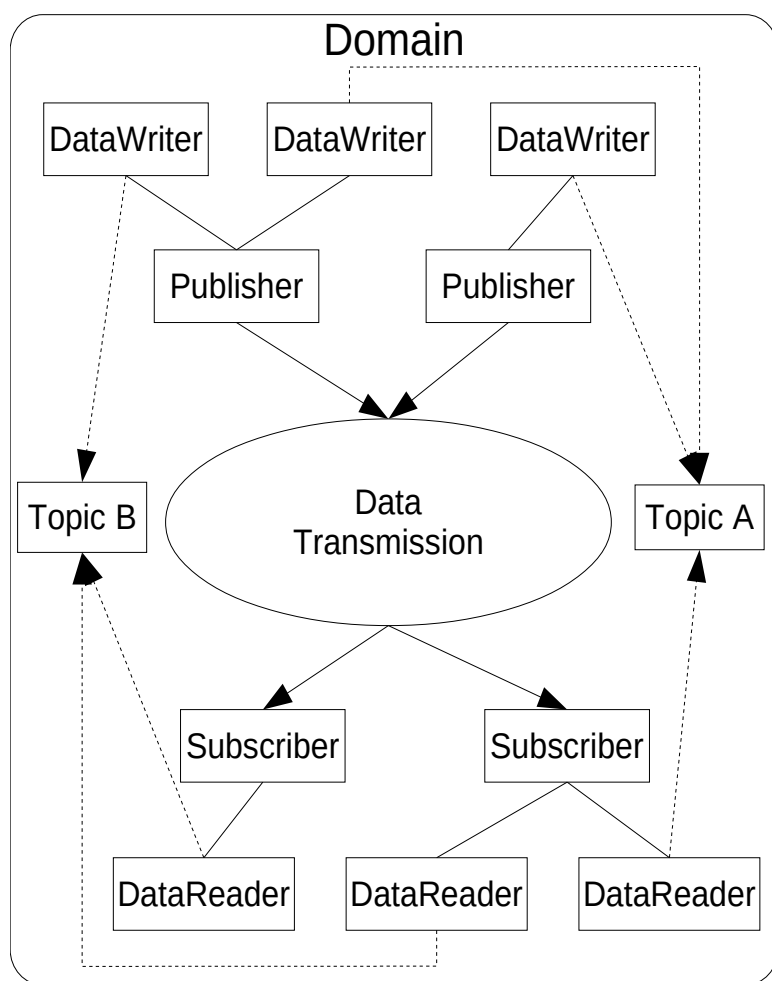 Domain
DataWriter
DataWriter
DataWriter
Publisher
Publisher
Data
Transmission
Topic B
Topic A
Subscriber
Subscriber
DataReader
DataReader
DataReader